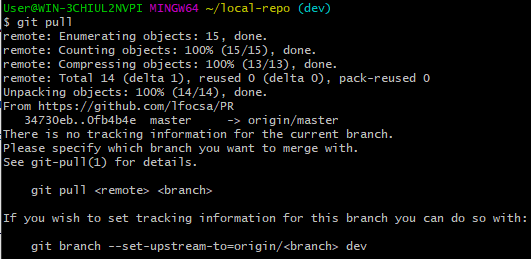 User@WIN-3CHIUL2NVPI MINGW64 ~/local-repo (dev)
$ git pull
remote: Enumerating objects: 15, done.
remote: Counting objects: 100% (15/15), done.
remote: Compressing objects: 100% (13/13), done.
remote: Total 14 (delta 1), reused 0 (delta 0), pack-reused 0
Unpacking objects: 100% (14/14), done.
From https://github.com/lfocsa/PR
   34730eb..0fb4b4e  master     -> origin/master
There is no tracking information for the current branch.
Please specify which branch you want to merge with.
See git-pull(1) for details.

    git pull <remote> <branch>

If you wish to set tracking information for this branch you can do so with:

    git branch --set-upstream-to=origin/<branch> dev